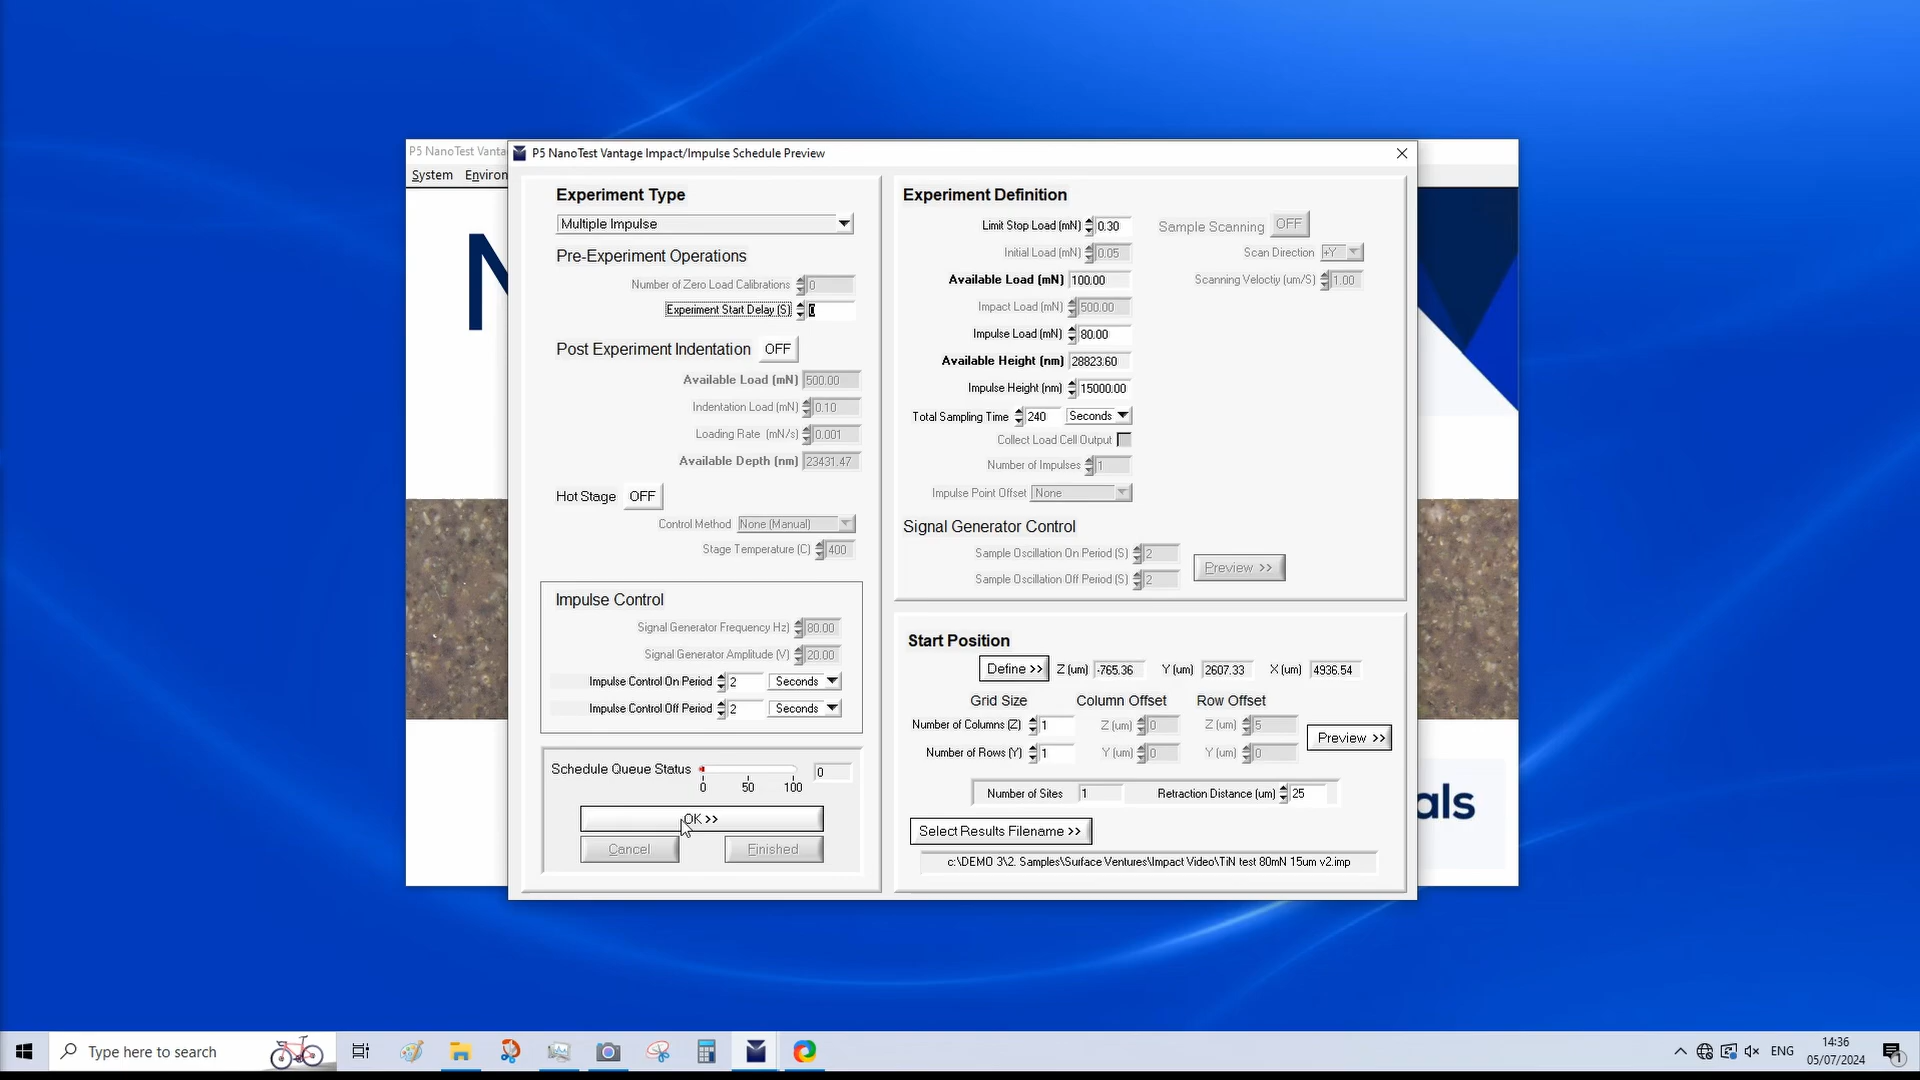 P5 NanoTest Vanta
System Environ
N
als
P5 NanoTest Vantage Impact/Impulse Schedule Preview
Experiment Type
Multiple Impulse
Pre-Experiment Operations
Number of Zero Load Calibrations 0
Experiment Start Delay (S) 0
Post Experiment Indentation OFF
Available Load (mN) 500.00
Indentation Load (mN) 0.10
Loading Rate (mN/s) 0.001
Available Depth (nm) 23431.47
Hot Stage OFF
Control Method None (Manual)
Stage Temperature (C) 400
Impulse Control
Signal Generator Frequency Hz) 80.00
Signal Generator Amplitude (V) 20.00
Impulse Control On Period 2 Seconds
Impulse Control Off Period 2 Seconds
Schedule Queue Status 0
0 50 100
OK >>
Cancel Finished
Experiment Definition
Limit Stop Load (mN) 0.30 Sample Scanning OFF
Initial Load (mN) 0.05 Scan Direction +Y
Available Load (mN) 100.00 Scanning Veloctiy (um/S) 1.00
Impact Load (mN) 500.00
Impulse Load (mN) 80.00
Available Height (nm) 28823.60
Impulse Height (nm) 15000.00
Total Sampling Time 240 Seconds
Collect Load Cell Output
Number of Impulses 1
Impulse Point Offset None
Signal Generator Control
Sample Oscillation On Period (S) 2
Preview >>
Sample Oscillation Off Period (S) 2
Start Position
Define >> Z (um) -765.36 Y (um) 2607.33 X (um) 4936.54
Grid Size Column Offset Row Offset
Number of Columns (Z) 1 Z (um) 0 Z (um) 5
Preview >>
Number of Rows (Y) 1 Y (um) 0 Y (um) 0
Number of Sites 1 Retraction Distance (um) 25
Select Results Filename >>
c:\DEMO 3\2. Samples\Surface Ventures\Impact Video\TiN test 80mN 15um v2.imp
Type here to search
ENG
14:36
05/07/2024
1